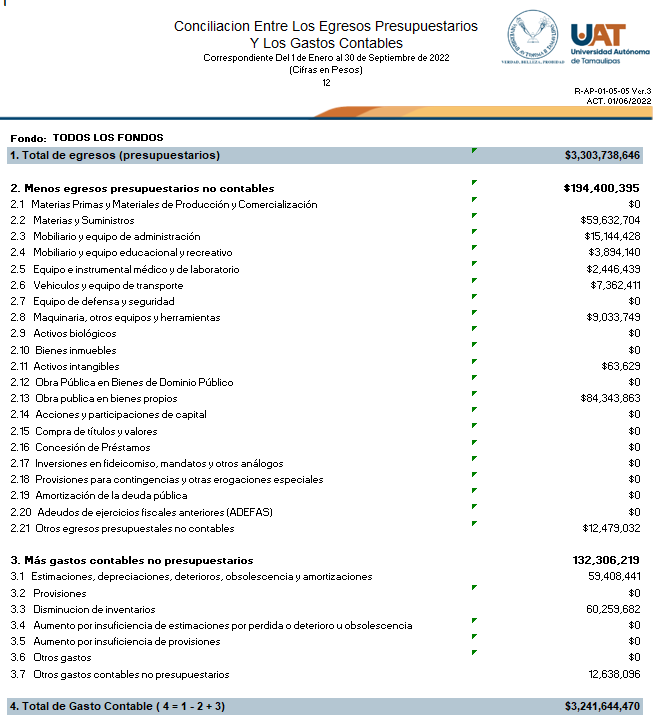 Conciliacion Entre Los Egresos Presupuestarios
Y Los Gastos Contables
Correspondiente Del 1 de Enero al 30 de Septiembre de 2022
(Cifras en Pesos)
12
VERDAD, BELLEZA, PROBIDAD
UAT
Universidad Autónoma
de Tamaulipas
R-AP-01-05-05 Ver.3
ACT. 01/06/2022
Fondo: TODOS LOS FONDOS
1. Total de egresos (presupuestarios) $3,303,738,646
2. Menos egresos presupuestarios no contables $194,400,395
2.1 Materias Primas y Materiales de Producción y Comercialización $0
2.2 Materias y Suministros $59,632,704
2.3 Mobiliario y equipo de administración $15,144,428
2.4 Mobiliario y equipo educacional y recreativo $3,894,140
2.5 Equipo e instrumental médico y de laboratorio $2,446,439
2.6 Vehiculos y equipo de transporte $7,362,411
2.7 Equipo de defensa y seguridad $0
2.8 Maquinaria, otros equipos y herramientas $9,033,749
2.9 Activos biológicos $0
2.10 Bienes inmuebles $0
2.11 Activos intangibles $63,629
2.12 Obra Pública en Bienes de Dominio Público $0
2.13 Obra publica en bienes propios $84,343,863
2.14 Acciones y participaciones de capital $0
2.15 Compra de títulos y valores $0
2.16 Concesión de Préstamos $0
2.17 Inversiones en fideicomiso, mandatos y otros análogos $0
2.18 Provisiones para contingencias y otras erogaciones especiales $0
2.19 Amortización de la deuda pública $0
2.20 Adeudos de ejercicios fiscales anteriores (ADEFAS) $0
2.21 Otros egresos presupuestales no contables $12,479,032
3. Más gastos contables no presupuestarios 132,306,219
3.1 Estimaciones, depreciaciones, deterioros, obsolescencia y amortizaciones 59,408,441
3.2 Provisiones $0
3.3 Disminucion de inventarios 60,259,682
3.4 Aumento por insuficiencia de estimaciones por perdida o deterioro u obsolescencia $0
3.5 Aumento por insuficiencia de provisiones $0
3.6 Otros gastos $0
3.7 Otros gastos contables no presupuestarios 12,638,096
4. Total de Gasto Contable ( 4 = 1 - 2 + 3) $3,241,644,470